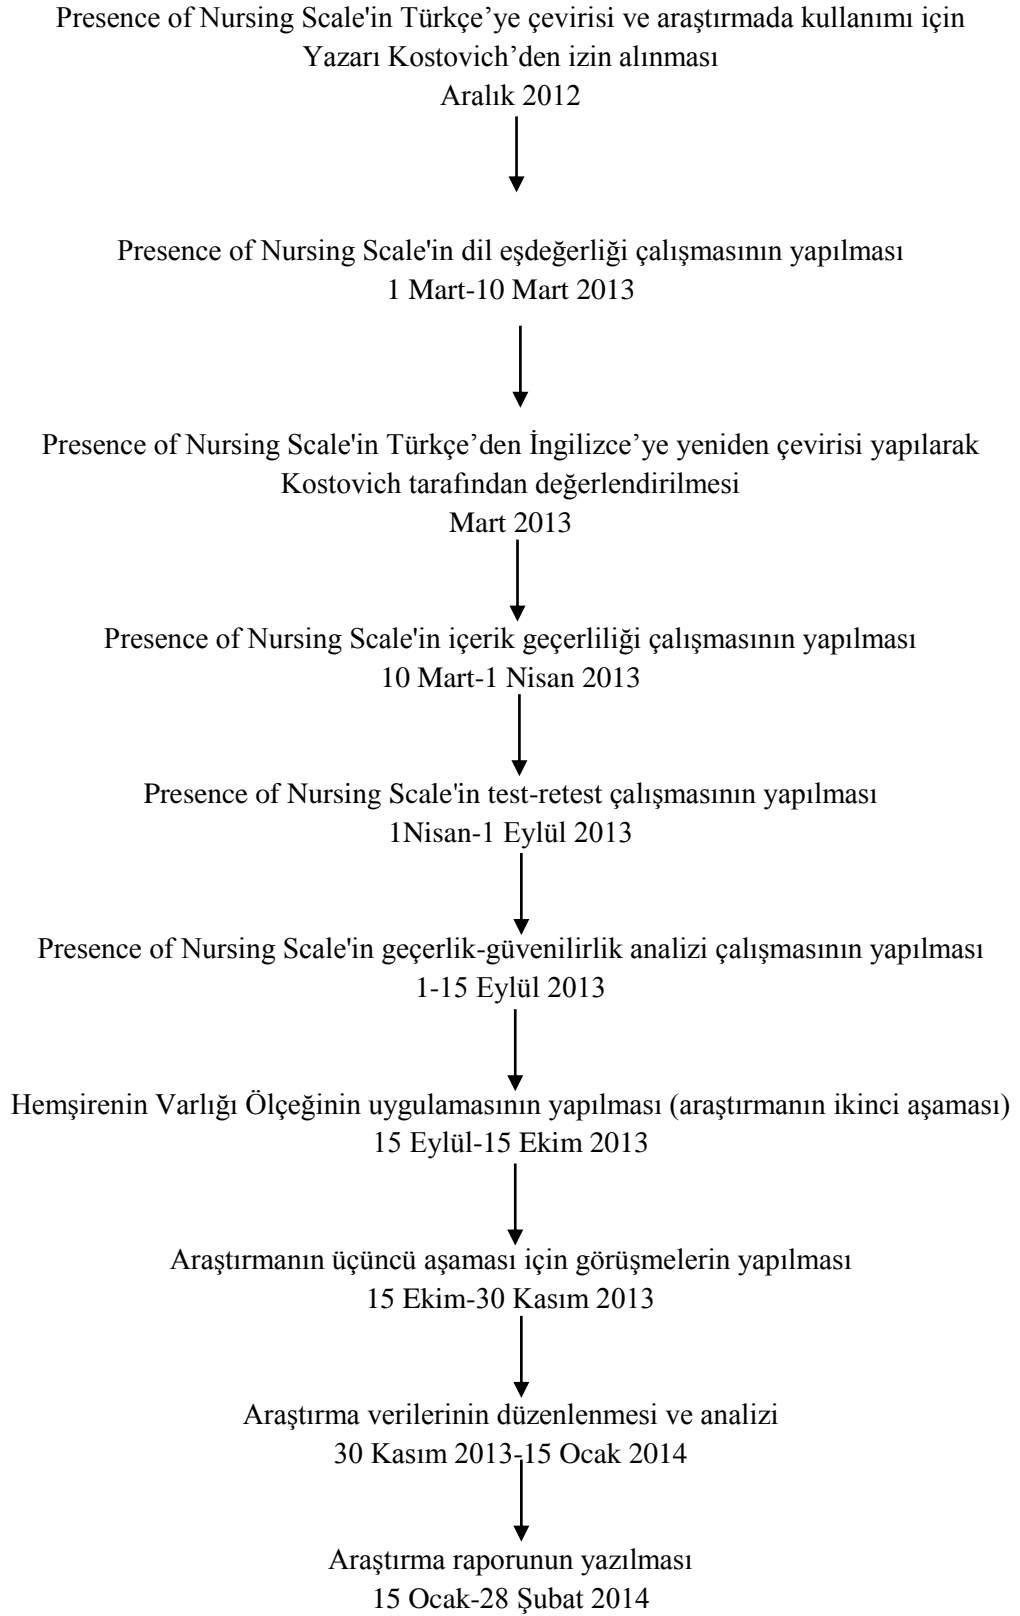 Presence of Nursing Scale'in Türkçe’ye çevirisi ve araştırmada kullanımı için
Yazarı Kostovich’den izin alınması
Aralık 2012
Presence of Nursing Scale'in dil eşdeğerliği çalışmasının yapılması
1 Mart-10 Mart 2013
Presence of Nursing Scale'in Türkçe’den İngilizce’ye yeniden çevirisi yapılarak
Kostovich tarafından değerlendirilmesi
Mart 2013
Presence of Nursing Scale'in içerik geçerliliği çalışmasının yapılması
10 Mart-1 Nisan 2013
Presence of Nursing Scale'in test-retest çalışmasının yapılması
1Nisan-1 Eylül 2013
Presence of Nursing Scale'in geçerlik-güvenilirlik analizi çalışmasının yapılması
1-15 Eylül 2013
Hemşirenin Varlığı Ölçeğinin uygulamasının yapılması (araştırmanın ikinci aşaması)
15 Eylül-15 Ekim 2013
Araştırmanın üçüncü aşaması için görüşmelerin yapılması
15 Ekim-30 Kasım 2013
Araştırma verilerinin düzenlenmesi ve analizi
30 Kasım 2013-15 Ocak 2014
Araştırma raporunun yazılması
15 Ocak-28 Şubat 2014